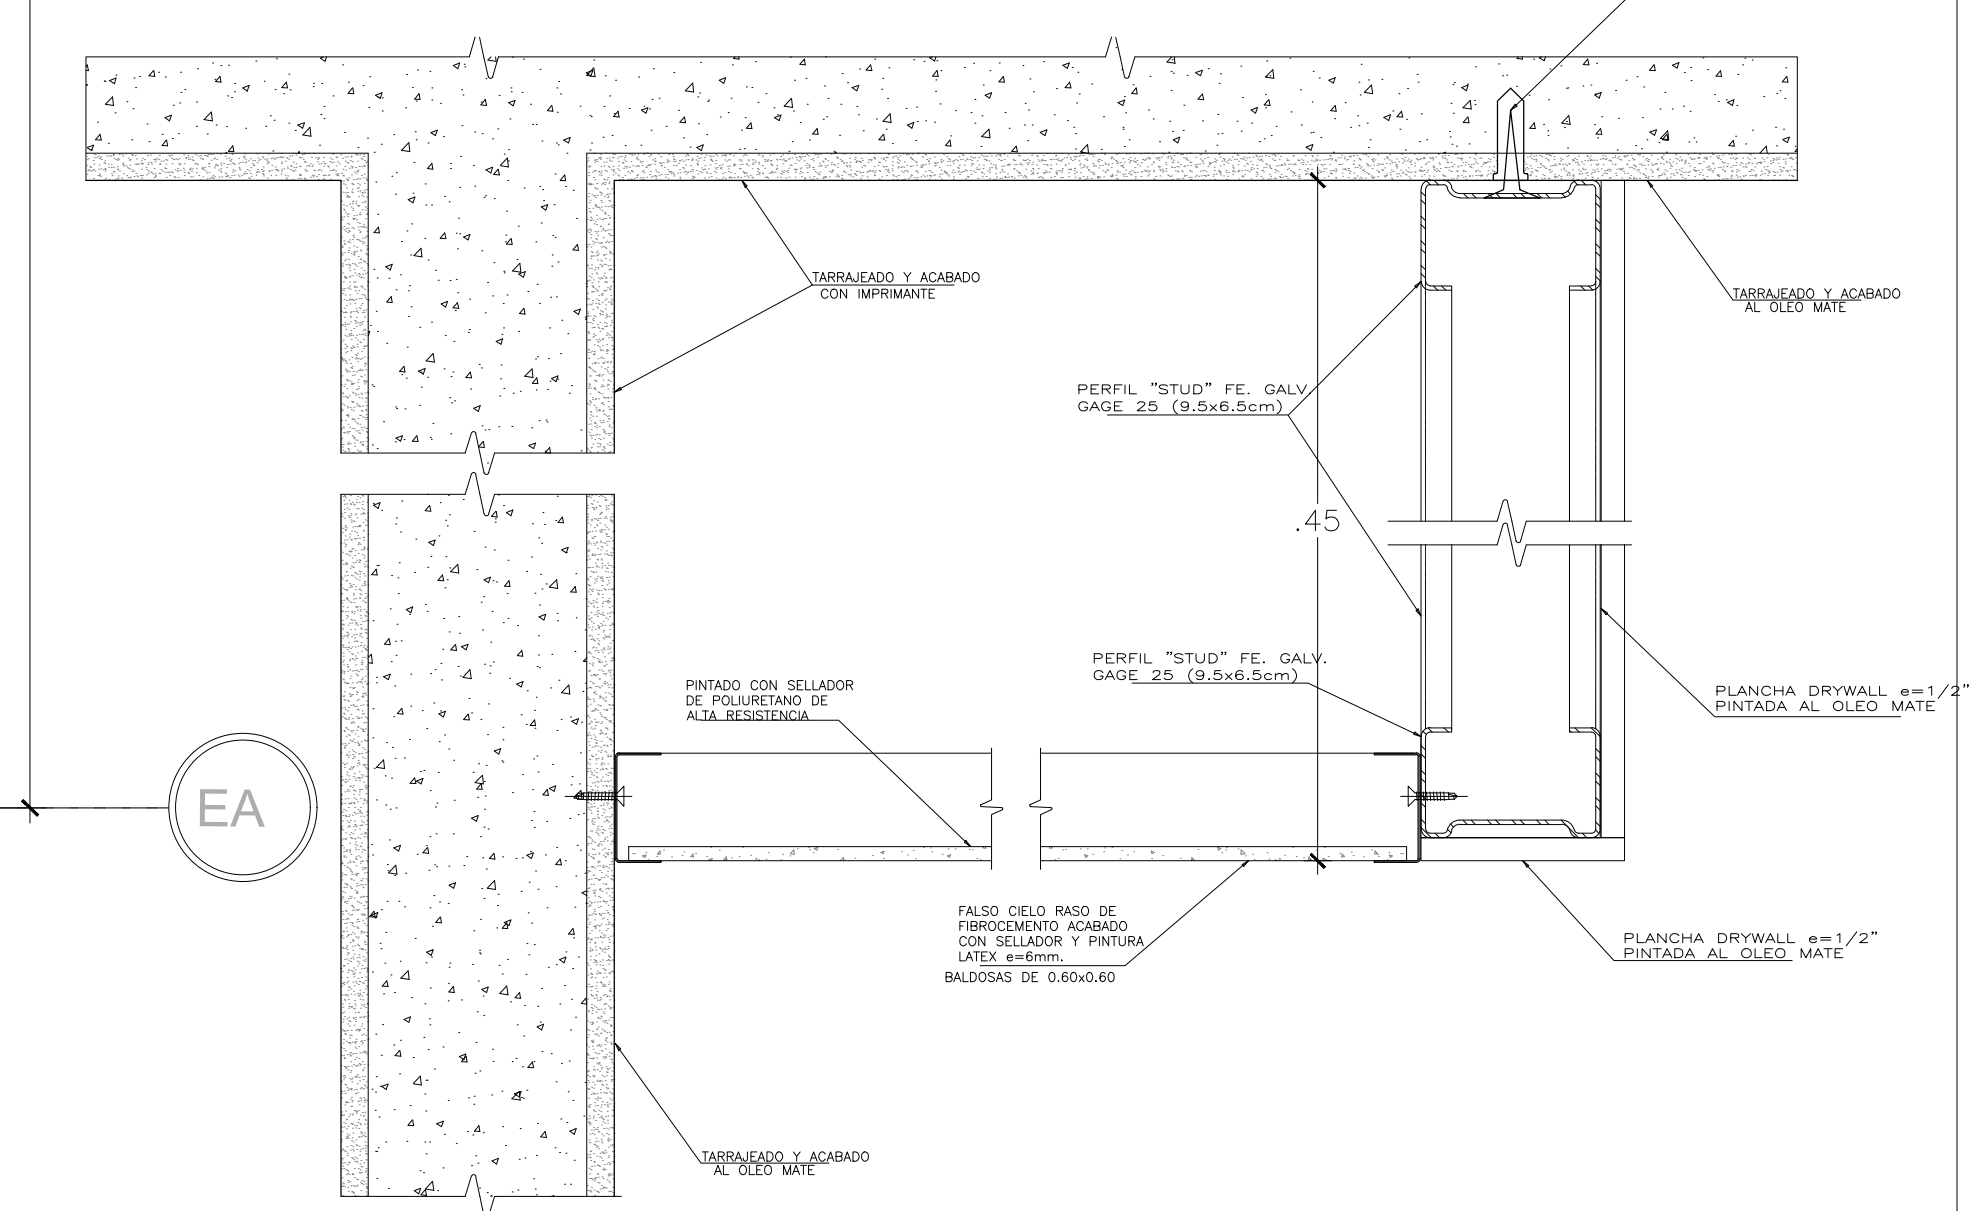 TARRAJEADO Y ACABADO
CON IMPRIMANTE
TARRAJEADO Y ACABADO
AL OLEO MATE
PERFIL "STUD" FE. GALV.
GAGE 25 (9.5x6.5cm)
.45
PERFIL "STUD" FE. GALV.
GAGE 25 (9.5x6.5cm)
PINTADO CON SELLADOR
DE POLIURETANO DE
ALTA RESISTENCIA
PLANCHA DRYWALL e=1/2"
PINTADA AL OLEO MATE
EA
FALSO CIELO RASO DE
FIBROCEMENTO ACABADO
CON SELLADOR Y PINTURA
LATEX e=6mm.
BALDOSAS DE 0.60x0.60
PLANCHA DRYWALL e=1/2"
PINTADA AL OLEO MATE
TARRAJEADO Y ACABADO
AL OLEO MATE